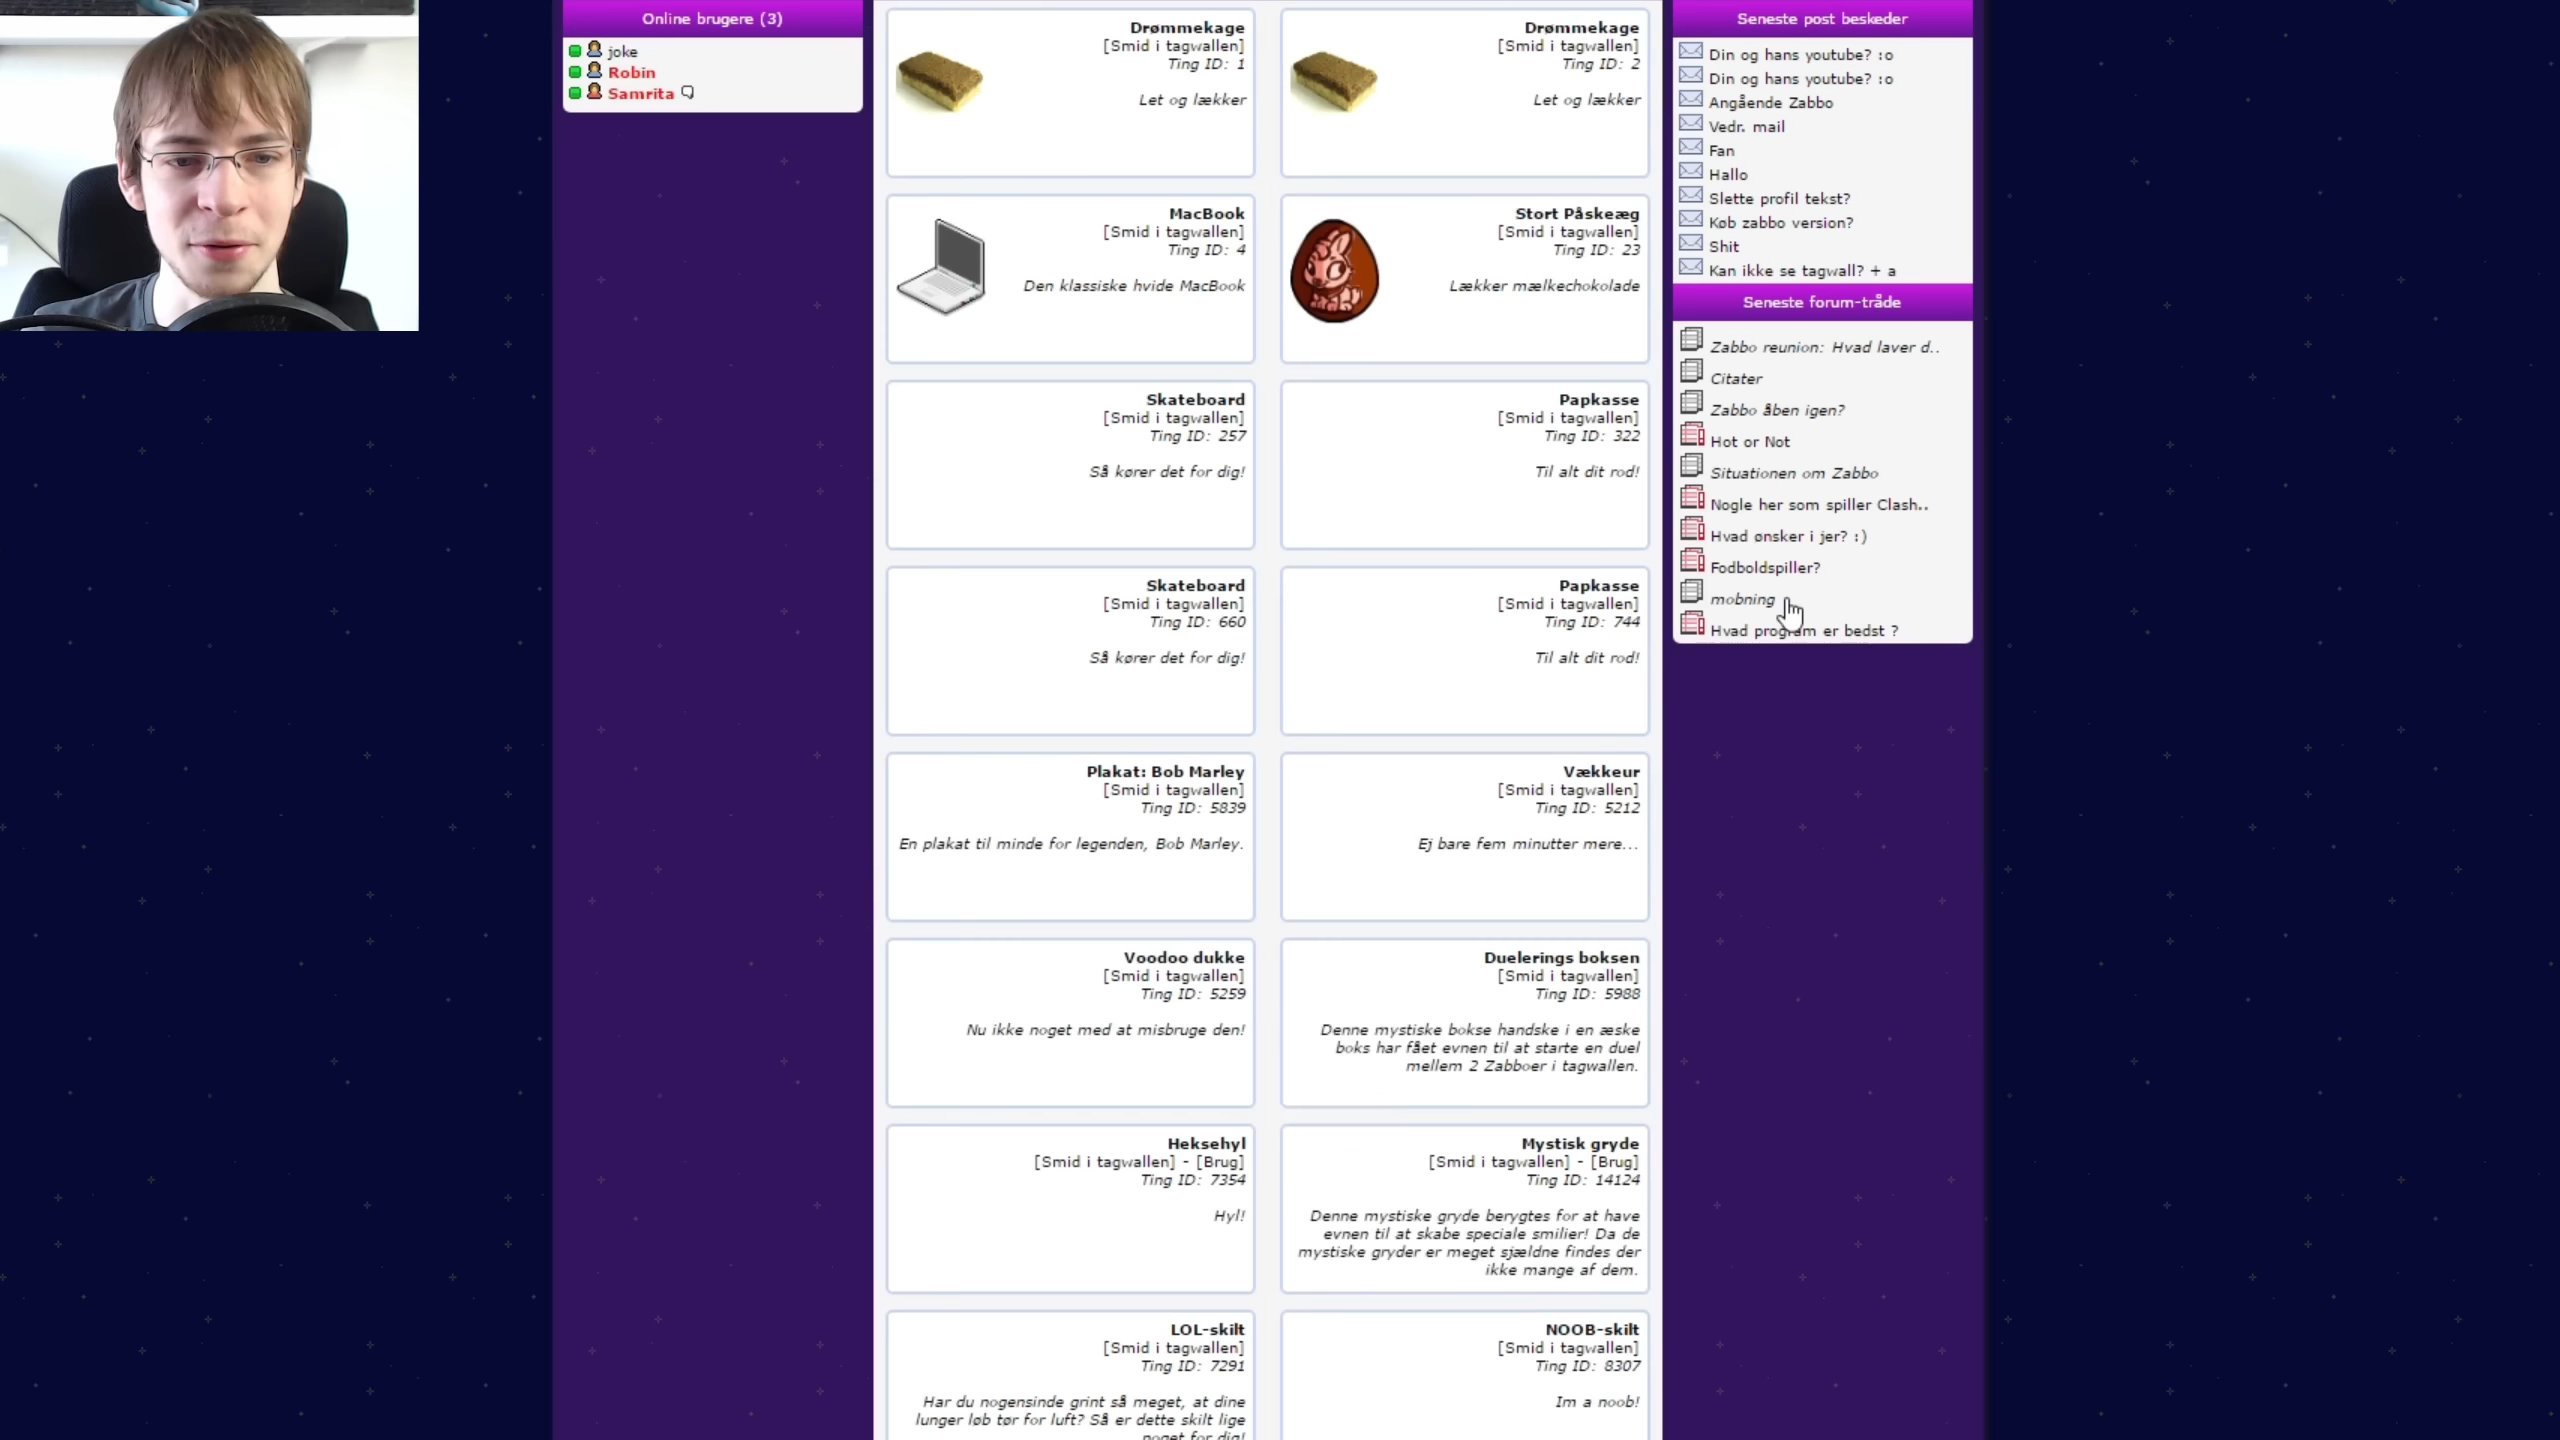 Online brugere (3)
joke
Robin
Samrita
Drømmekage
[Smid i tagwallen]
Ting ID: 1
Let og lækker
Drømmekage
[Smid i tagwallen]
Ting ID: 2
Let og lækker
MacBook
[Smid i tagwallen]
Ting ID: 4
Den klassiske hvide MacBook
Stort Påskeæg
[Smid i tagwallen]
Ting ID: 23
Lækker mælkechokolade
Skateboard
[Smid i tagwallen]
Ting ID: 257
Så kører det for dig!
Papkasse
[Smid i tagwallen]
Ting ID: 322
Til alt dit rod!
Skateboard
[Smid i tagwallen]
Ting ID: 660
Så kører det for dig!
Papkasse
[Smid i tagwallen]
Ting ID: 744
Til alt dit rod!
Plakat: Bob Marley
[Smid i tagwallen]
Ting ID: 5839
En plakat til minde for legenden, Bob Marley.
Vækkeur
[Smid i tagwallen]
Ting ID: 5212
Ej bare fem minutter mere...
Voodoo dukke
[Smid i tagwallen]
Ting ID: 5259
Nu ikke noget med at misbruge den!
Duelerings boksen
[Smid i tagwallen]
Ting ID: 5988
Denne mystiske bokse handske i en æske
boks har fået evnen til at starte en duel
mellem 2 Zabboer i tagwallen.
Heksehyl
[Smid i tagwallen] - [Brug]
Ting ID: 7354
Hyl!
Mystisk gryde
[Smid i tagwallen] - [Brug]
Ting ID: 14124
Denne mystiske gryde berygtes for at have
evnen til at skabe speciale smilier! Da de
mystiske gryder er meget sjældne findes der
ikke mange af dem.
LOL-skilt
[Smid i tagwallen]
Ting ID: 7291
Har du nogensinde grint så meget, at dine
lunger løb tør for luft? Så er dette skilt lige
noget for dig!
NOOB-skilt
[Smid i tagwallen]
Ting ID: 8307
Im a noob!
Seneste post beskeder
Din og hans youtube? :o
Din og hans youtube? :o
Angående Zabbo
Vedr. mail
Fan
Hallo
Slette profil tekst?
Køb zabbo version?
Shit
Kan ikke se tagwall? + a
Seneste forum-tråde
Zabbo reunion: Hvad laver d..
Citater
Zabbo åben igen?
Hot or Not
Situationen om Zabbo
Nogle her som spiller Clash..
Hvad ønsker i jer? :)
Fodboldspiller?
mobning
Hvad program er bedst ?